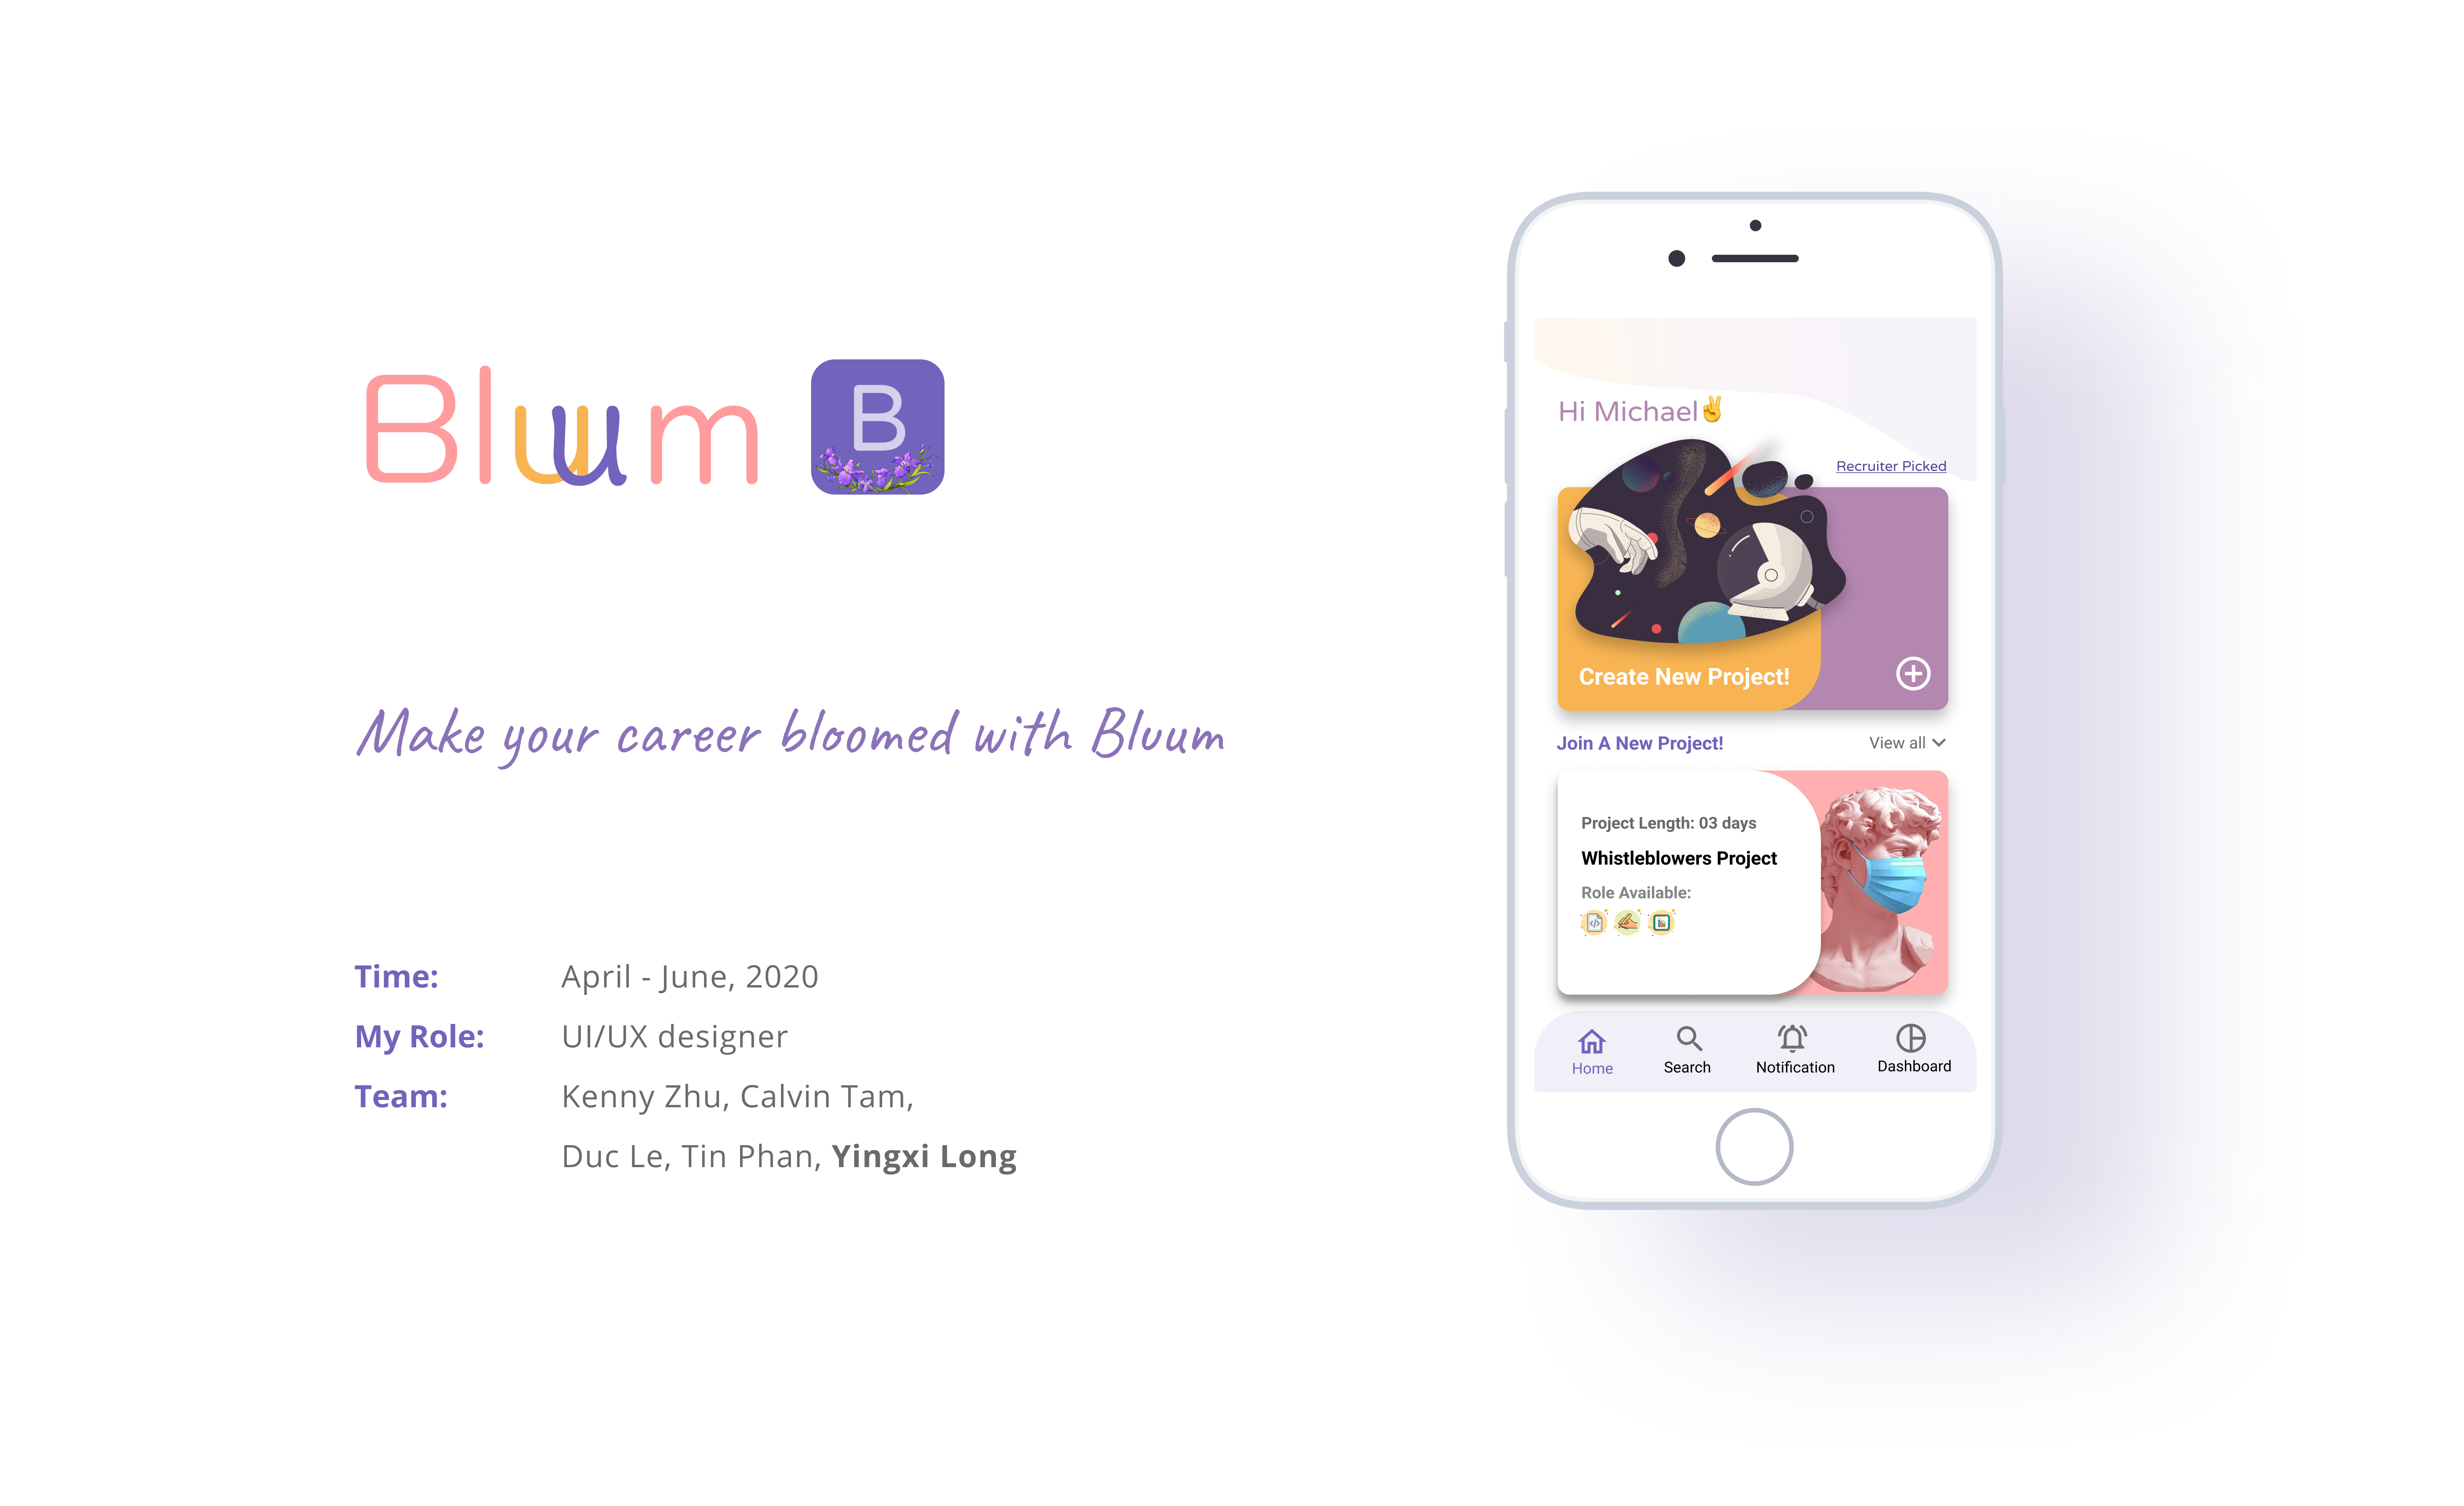 Bluum
B
Make your career bloomed with Bluum
Time: April - June, 2020
My Role: UI/UX designer
Team: Kenny Zhu, Calvin Tam,
Duc Le, Tin Phan, Yingxi Long
Hi Michael✌️
Recruiter Picked
Create New Project!
Join A New Project! View all
Project Length: 03 days
Whistleblowers Project
Role Available:
Home Search Notification Dashboard